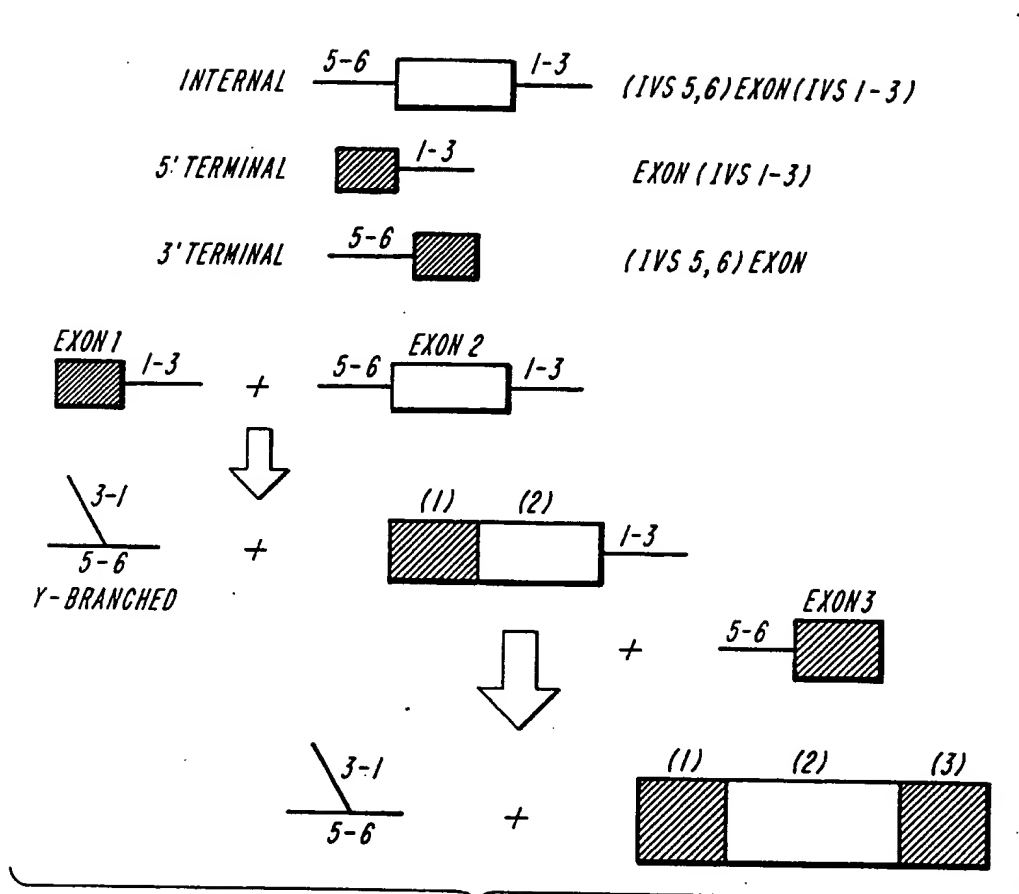 INTERNAL 5-6 1-3 (IVS 5,6)EXON(IVS 1-3)
5' TERMINAL 1-3 EXON(IVS 1-3)
3' TERMINAL 5-6 (IVS 5,6)EXON
EXON 1 1-3 + 5-6 EXON 2 1-3
3-1 5-6 + (1) (2) 1-3
Y-BRANCHED
+ 5-6 EXON 3
3-1 5-6 + (1) (2) (3)